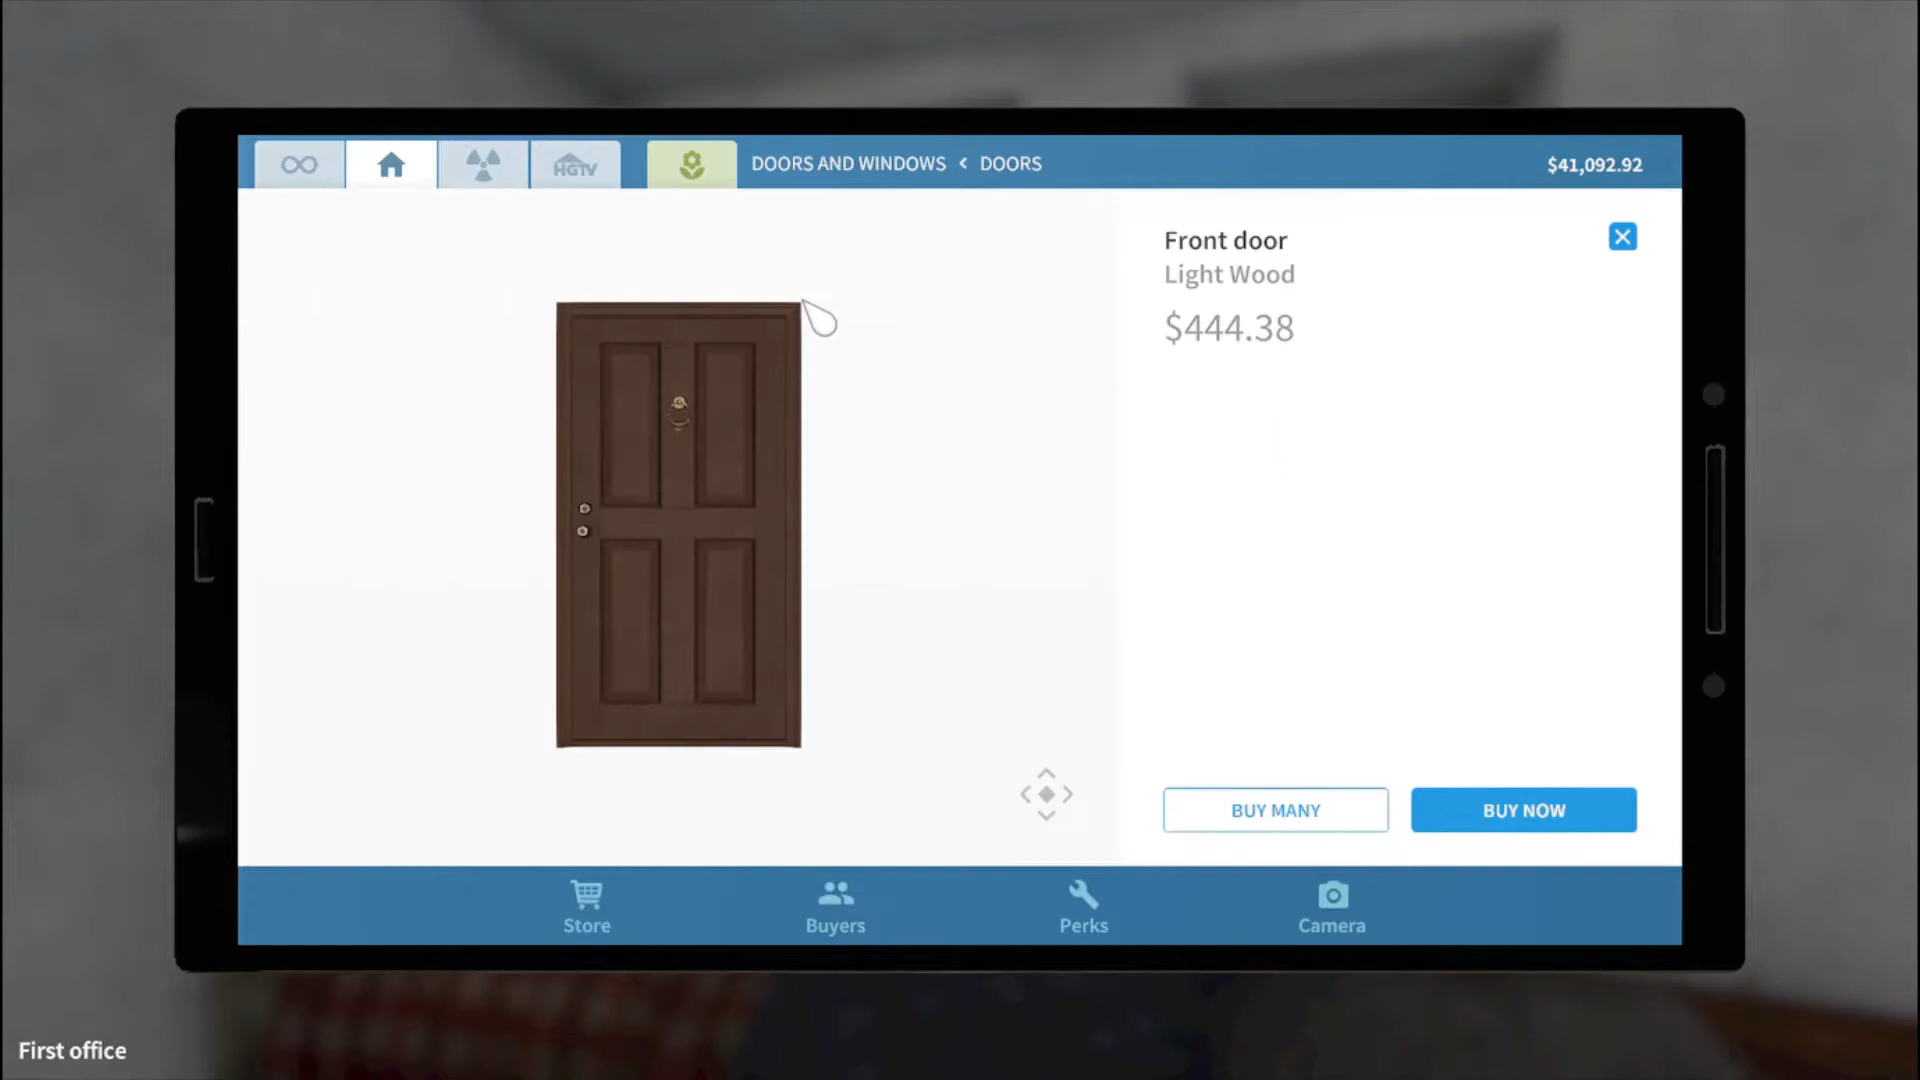 HGTV
DOORS AND WINDOWS < DOORS
$41,092.92
Front door
Light Wood
$444.38
BUY MANY
BUY NOW
Store
Buyers
Perks
Camera
First office